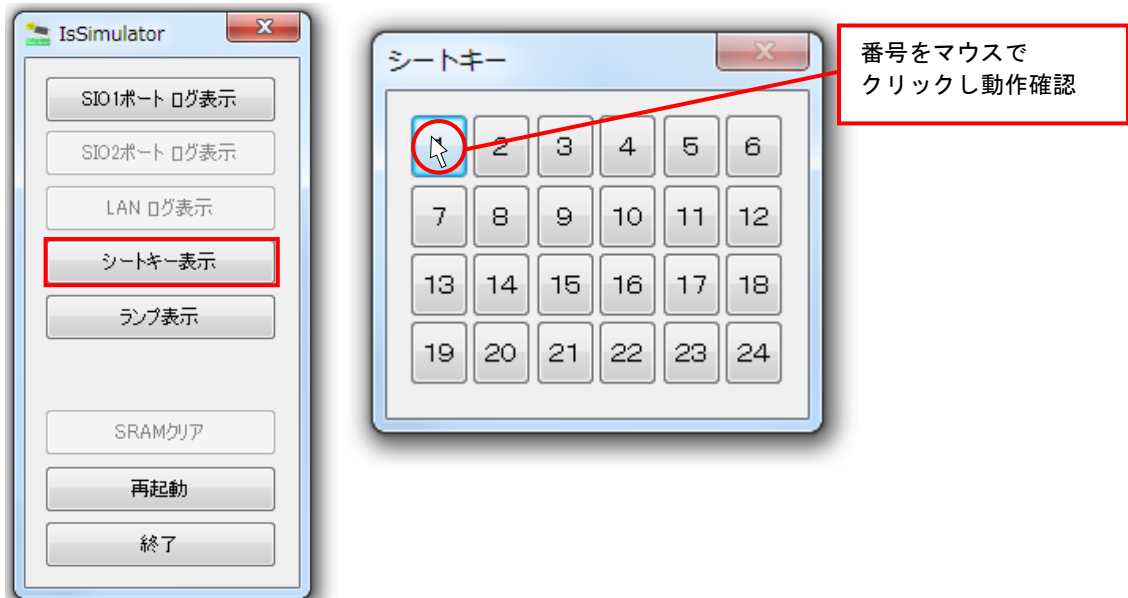 IsSimulator
SIO1ポート ログ表示
SIO2ポート ログ表示
LAN ログ表示
シートキー表示
ランプ表示
SRAMクリア
再起動
終了
シートキー
1 2 3 4 5 6
7 8 9 10 11 12
13 14 15 16 17 18
19 20 21 22 23 24
番号をマウスで
クリックし動作確認